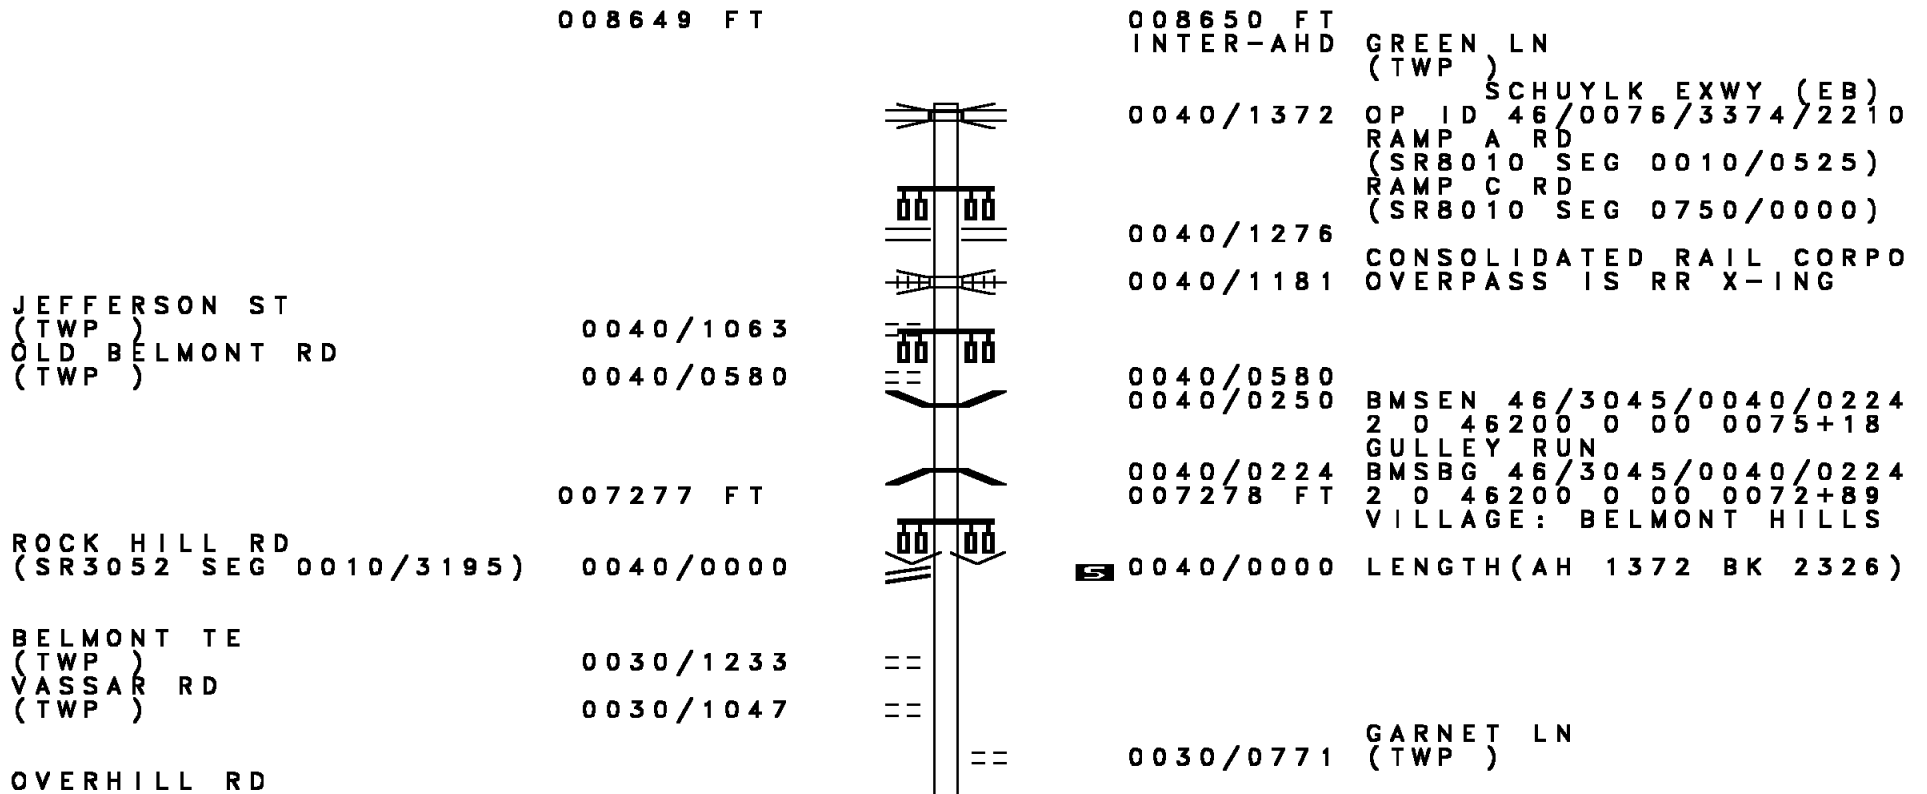 008649 FT 008650 FT
INTER-AHD GREEN LN
(TWP )
SCHUYLK EXWY (EB)
0040/1372 OP ID 46/0076/3374/2210
RAMP A RD
(SR8010 SEG 0010/0525)
RAMP C RD
(SR8010 SEG 0750/0000)
0040/1276
CONSOLIDATED RAIL CORPO
0040/1181 OVERPASS IS RR X-ING
JEFFERSON ST
(TWP ) 0040/1063
OLD BELMONT RD
(TWP ) 0040/0580 0040/0580
0040/0250 BMSEN 46/3045/0040/0224
2 0 46200 0 00 0075+18
GULLEY RUN
0040/0224 BMSBG 46/3045/0040/0224
007277 FT 007278 FT 2 0 46200 0 00 0072+89
VILLAGE: BELMONT HILLS
ROCK HILL RD
(SR3052 SEG 0010/3195) 0040/0000 S 0040/0000 LENGTH(AH 1372 BK 2326)
BELMONT TE
(TWP ) 0030/1233
VASSAR RD
(TWP ) 0030/1047
GARNET LN
0030/0771 (TWP )
OVERHILL RD